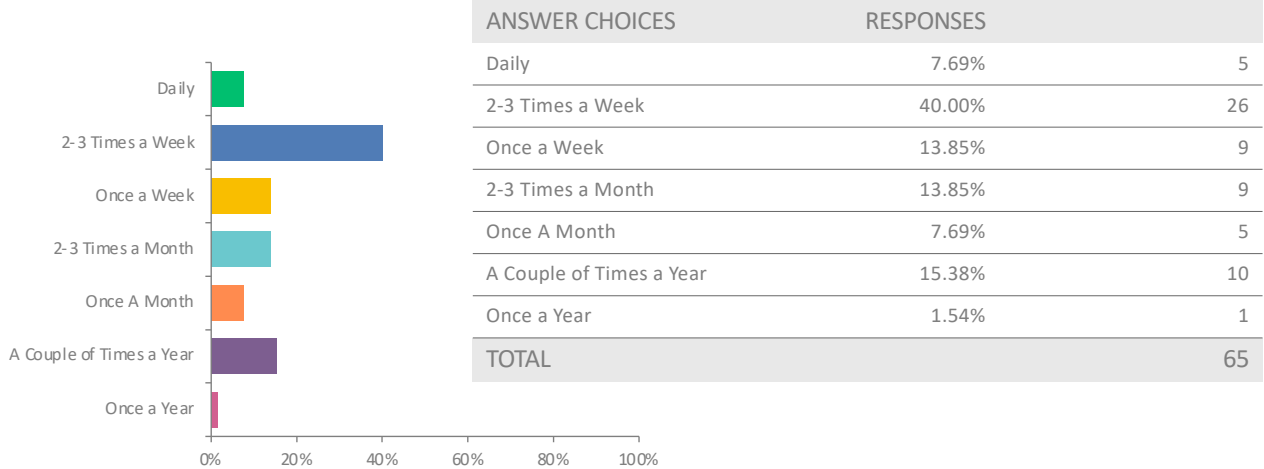 ANSWER CHOICES RESPONSES
Daily 7.69% 5
2-3 Times a Week 40.00% 26
Once a Week 13.85% 9
2-3 Times a Month 13.85% 9
Once A Month 7.69% 5
A Couple of Times a Year 15.38% 10
Once a Year 1.54% 1
TOTAL 65
Daily
2-3 Times a Week
Once a Week
2-3 Times a Month
Once A Month
A Couple of Times a Year
Once a Year
0% 20% 40% 60% 80% 100%